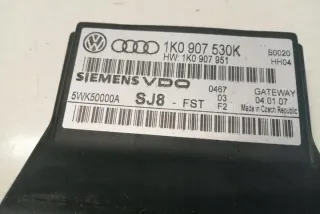 1K0 907 530K
HW: 1K0 907 951
S0020
HH04
SIEMENS VDO
5WK50000A
SJ8 - FST
0467
03
F2
GATEWAY
04.01.07
Made in Czech Republic